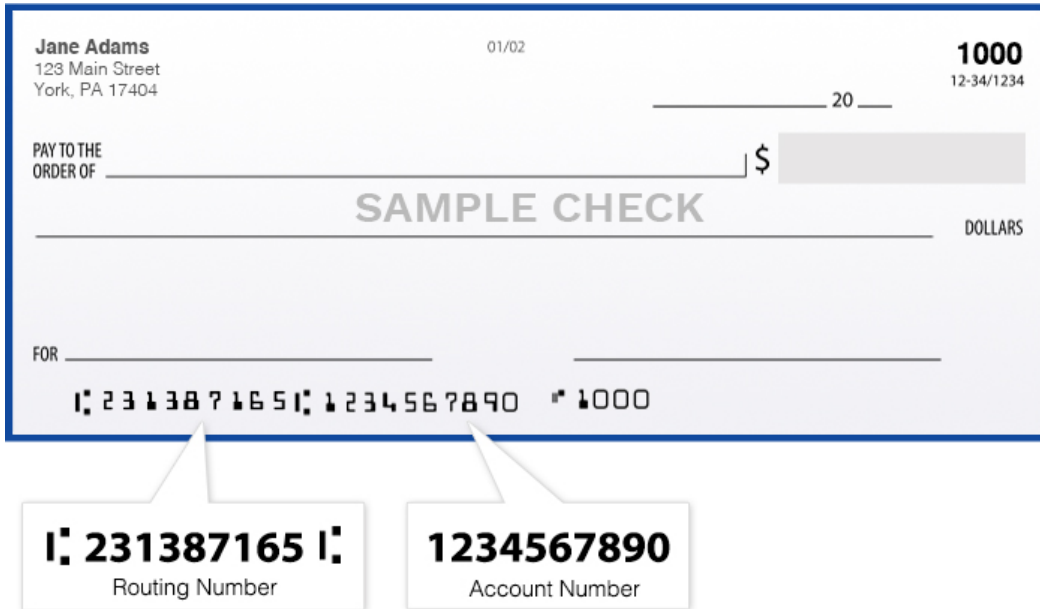 Jane Adams
123 Main Street
York, PA 17404
01/02
1000
12-34/1234
20
PAY TO THE
ORDER OF
$
SAMPLE CHECK
DOLLARS
FOR
⑆231387165⑆ 1234567890 ⑈1000
⑆ 231387165 ⑆
Routing Number
1234567890
Account Number